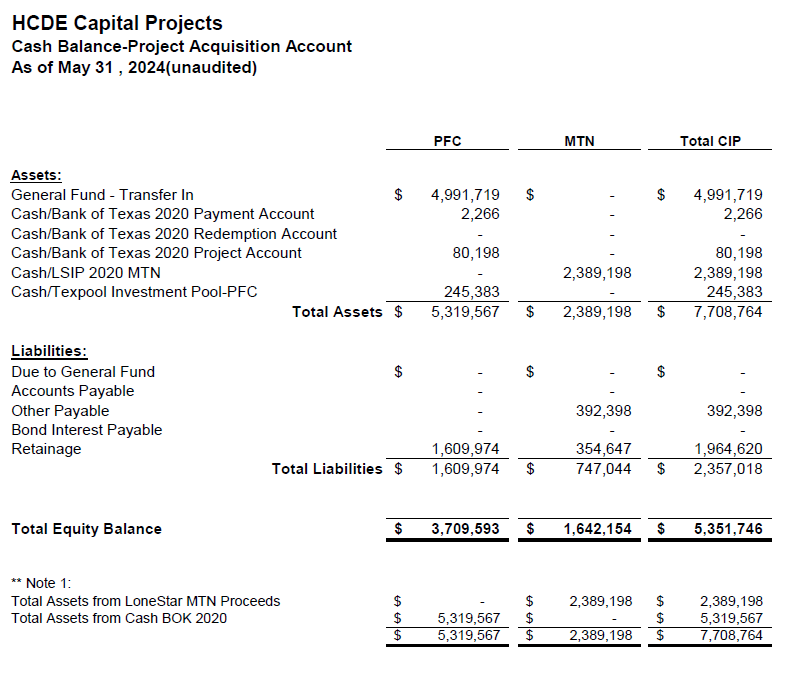 HCDE Capital Projects
Cash Balance-Project Acquisition Account
As of May 31 , 2024(unaudited)
PFC MTN Total CIP
Assets:
General Fund - Transfer In $ 4,991,719 $ - $ 4,991,719
Cash/Bank of Texas 2020 Payment Account 2,266 - 2,266
Cash/Bank of Texas 2020 Redemption Account - - -
Cash/Bank of Texas 2020 Project Account 80,198 - 80,198
Cash/LSIP 2020 MTN - 2,389,198 2,389,198
Cash/Texpool Investment Pool-PFC 245,383 - 245,383
Total Assets $ 5,319,567 $ 2,389,198 $ 7,708,764
Liabilities:
Due to General Fund $ - $ - $ -
Accounts Payable - - -
Other Payable - 392,398 392,398
Bond Interest Payable - - -
Retainage 1,609,974 354,647 1,964,620
Total Liabilities $ 1,609,974 $ 747,044 $ 2,357,018
Total Equity Balance $ 3,709,593 $ 1,642,154 $ 5,351,746
** Note 1:
Total Assets from LoneStar MTN Proceeds $ - $ 2,389,198 $ 2,389,198
Total Assets from Cash BOK 2020 $ 5,319,567 $ - $ 5,319,567
$ 5,319,567 $ 2,389,198 $ 7,708,764